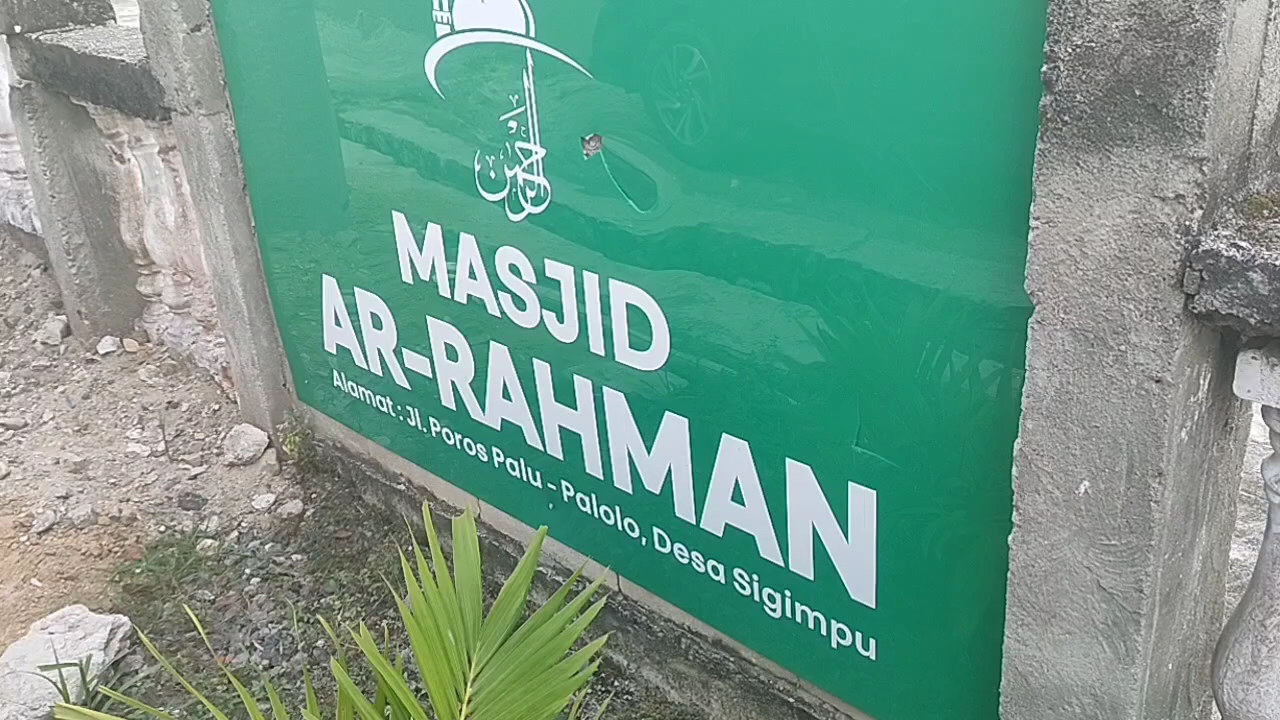 الرحمن
MASJID
AR-RAHMAN
Alamat : Jl. Poros Palu - Palolo, Desa Sigimpu